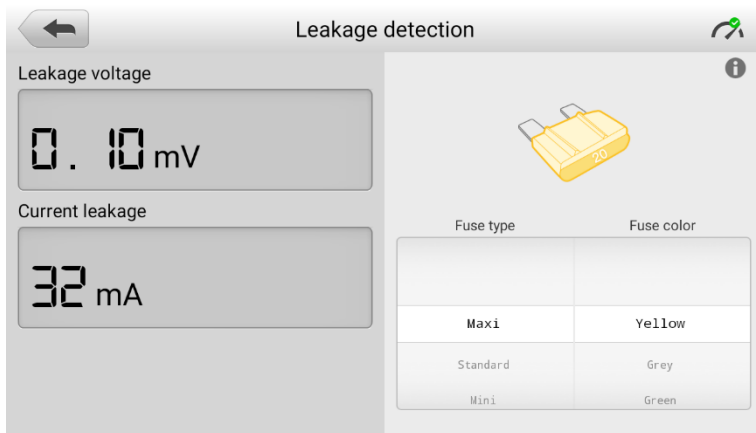 Leakage detection
Leakage voltage
0.10 mV
Current leakage
32 mA
20
Fuse type Fuse color
Maxi Yellow
Standard Grey
Mini Green